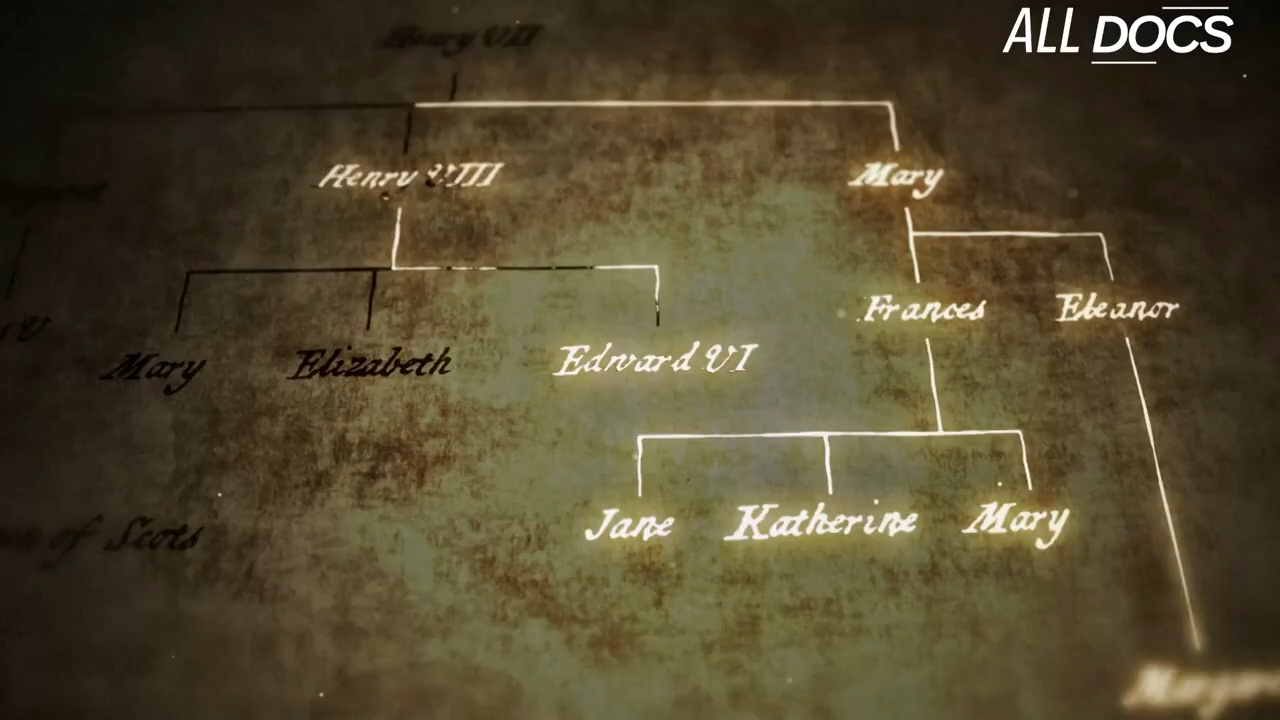 ALL DOCS
Henry VII
Henry VIII Mary
Frances Eleanor
Mary Elizabeth Edward VI
Jane Katherine Mary
of Scots